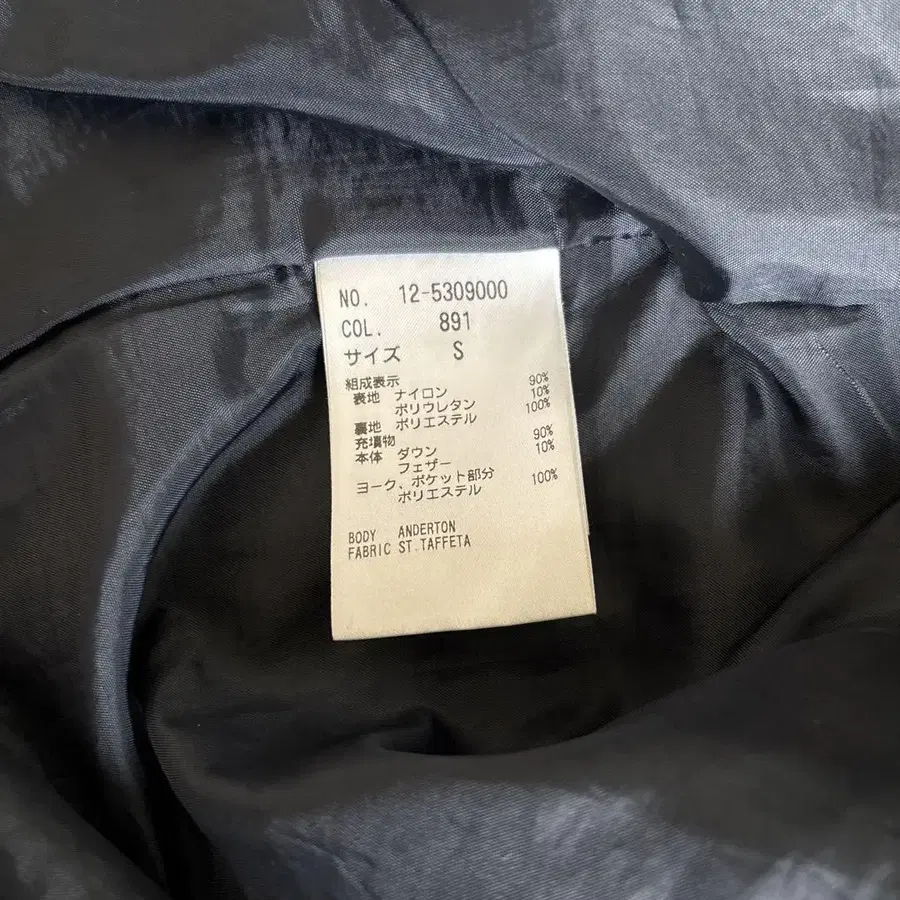 NO. 12-5309000
COL. 891
サイズ S
組成表示
表地 ナイロン 90%
ポリウレタン 10%
裏地 ポリエステル 100%
充填物
本体 ダウン 90%
フェザー 10%
ヨーク、ポケット部分
ポリエステル 100%
BODY ANDERTON
FABRIC ST.TAFFETA